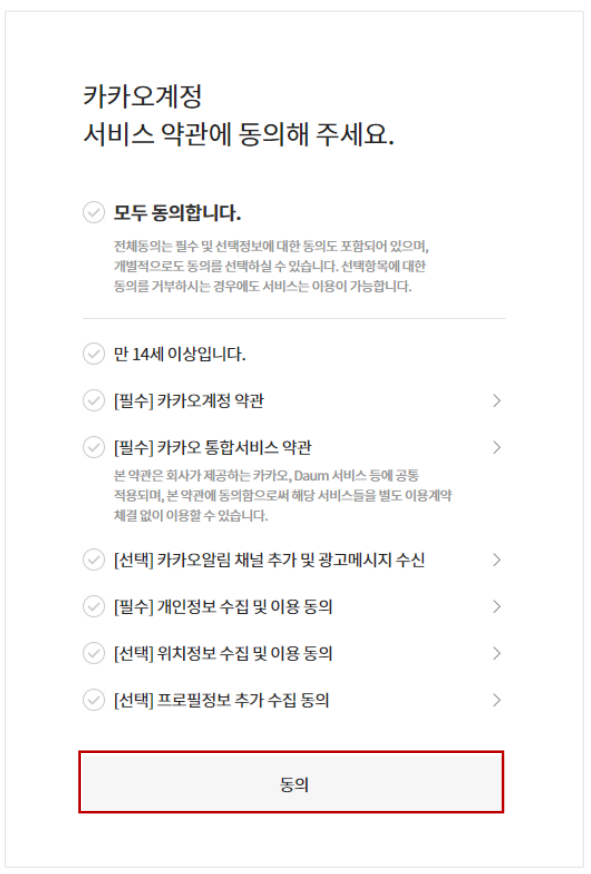 카카오계정
서비스 약관에 동의해 주세요.
모두 동의합니다.
전체동의는 필수 및 선택정보에 대한 동의도 포함되어 있으며,
개별적으로도 동의를 선택하실 수 있습니다. 선택항목에 대한
동의를 거부하시는 경우에도 서비스는 이용이 가능합니다.
만 14세 이상입니다.
[필수] 카카오계정 약관
[필수] 카카오 통합서비스 약관
본 약관은 회사가 제공하는 카카오, Daum 서비스 등에 공통
적용되며, 본 약관에 동의함으로써 해당 서비스들을 별도 이용계약
체결 없이 이용할 수 있습니다.
[선택] 카카오알림 채널 추가 및 광고메시지 수신
[필수] 개인정보 수집 및 이용 동의
[선택] 위치정보 수집 및 이용 동의
[선택] 프로필정보 추가 수집 동의
동의